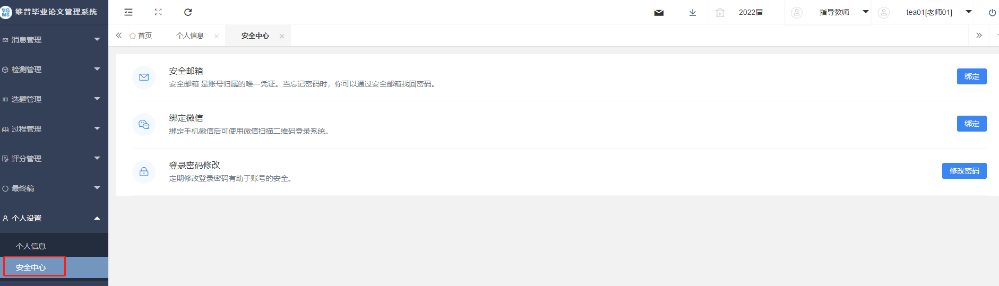 VG
MS
维普毕业论文管理系统
2022届
指导教师
tea01[老师01]
首页
个人信息
安全中心
消息管理
检测管理
选题管理
过程管理
评分管理
最终稿
个人设置
个人信息
安全中心
安全邮箱
安全邮箱 是账号归属的唯一凭证。当忘记密码时，你可以通过安全邮箱找回密码。
绑定
绑定微信
绑定手机微信后可使用微信扫描二维码登录系统。
绑定
登录密码修改
定期修改登录密码有助于账号的安全。
修改密码